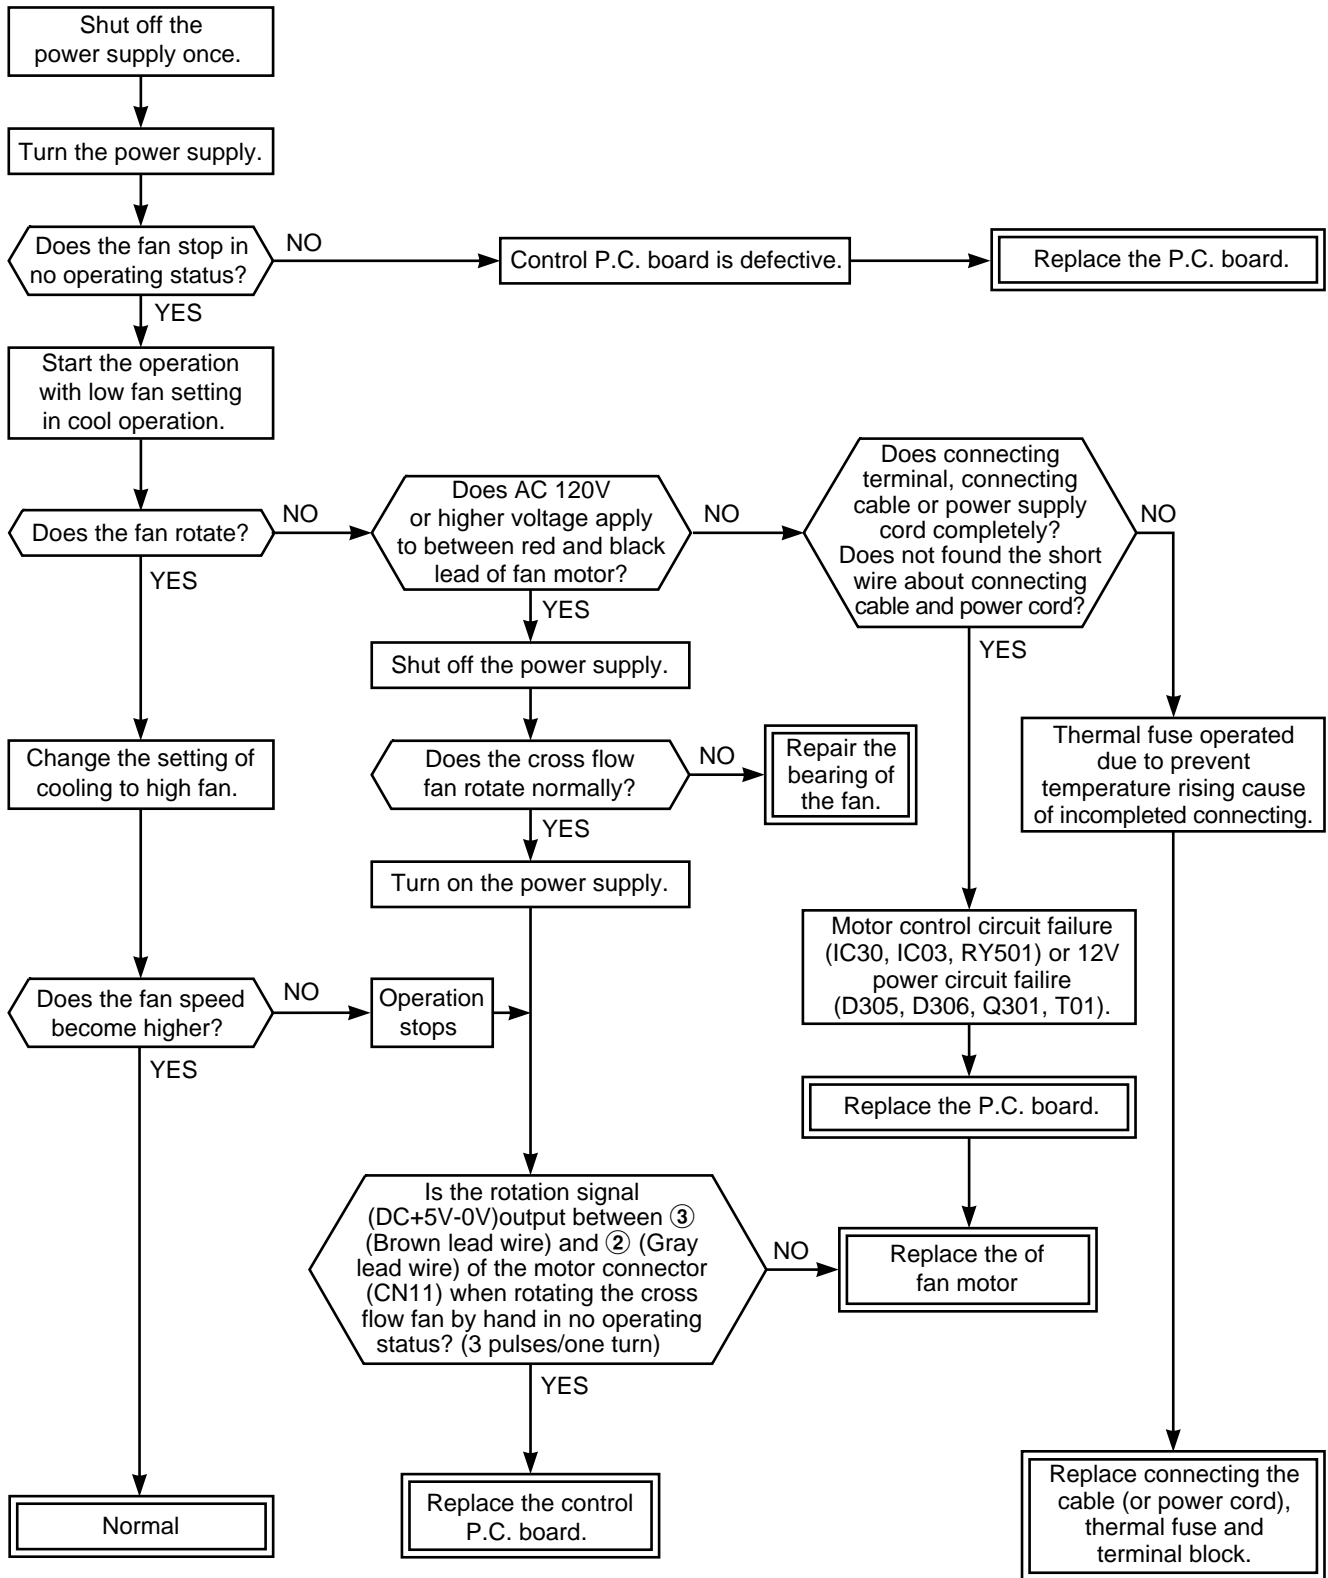 Shut off the
power supply once.
Turn the power supply.
Does the fan stop in
no operating status?
NO
Control P.C. board is defective.
Replace the P.C. board.
YES
Start the operation
with low fan setting
in cool operation.
Does the fan rotate?
NO
Does AC 120V
or higher voltage apply
to between red and black
lead of fan motor?
NO
Does connecting
terminal, connecting
cable or power supply
cord completely?
Does not found the short
wire about connecting
cable and power cord?
NO
YES
YES
YES
Shut off the power supply.
Change the setting of
cooling to high fan.
Does the cross flow
fan rotate normally?
NO
Repair the
bearing of
the fan.
Thermal fuse operated
due to prevent
temperature rising cause
of incompleted connecting.
YES
Turn on the power supply.
Motor control circuit failure
(IC30, IC03, RY501) or 12V
power circuit failire
(D305, D306, Q301, T01).
Does the fan speed
become higher?
NO
Operation
stops
YES
Replace the P.C. board.
Is the rotation signal
(DC+5V-0V)output between ③
(Brown lead wire) and ② (Gray
lead wire) of the motor connector
(CN11) when rotating the cross
flow fan by hand in no operating
status? (3 pulses/one turn)
NO
Replace the of
fan motor
YES
Normal
Replace the control
P.C. board.
Replace connecting the
cable (or power cord),
thermal fuse and
terminal block.